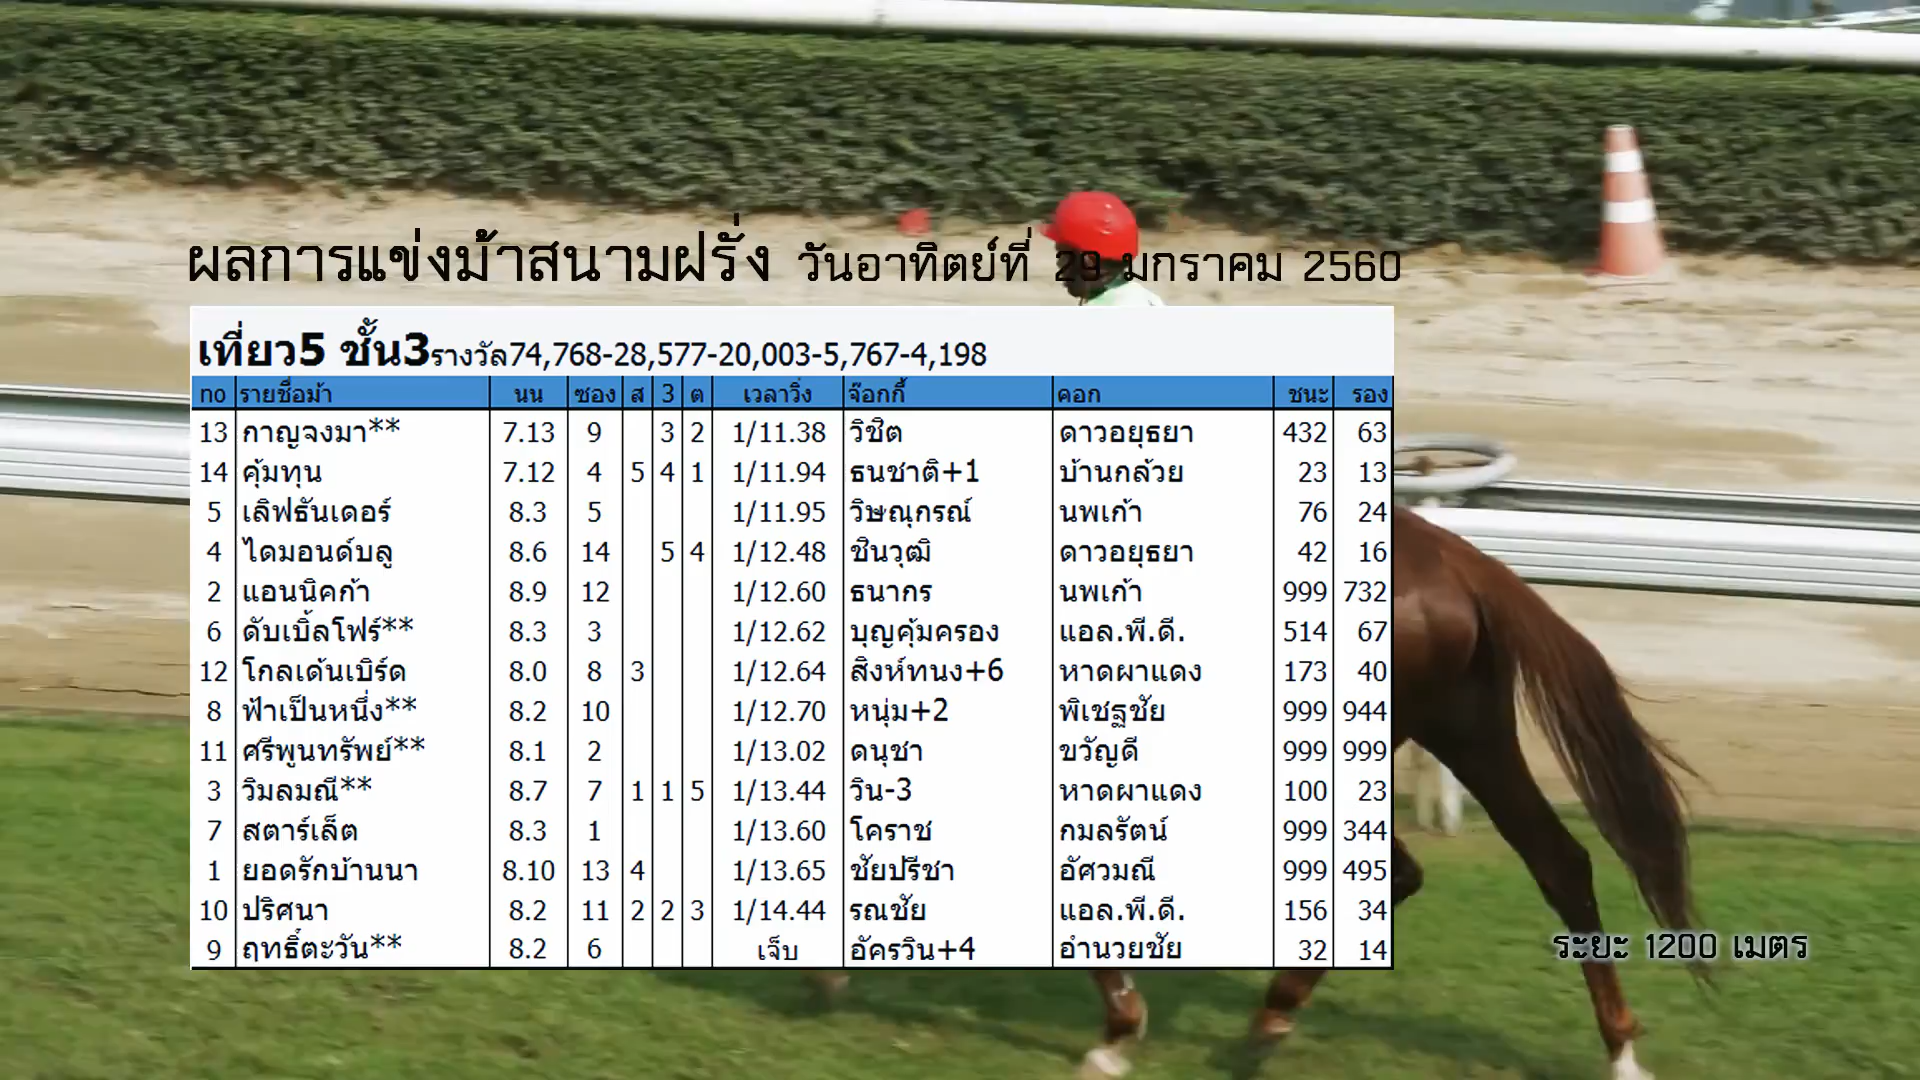 ผลการแข่งม้าสนามฝรั่ง วันอาทิตย์ที่ 29 มกราคม 2560
เที่ยว5 ชั้น3รางวัล74,768-28,577-20,003-5,767-4,198
no รายชื่อม้า นน ซอง ส 3 ต เวลาวิ่ง จ๊อกกี้ คอก ชนะ รอง
13 กาญจงมา** 7.13 9 3 2 1/11.38 วิชิต ดาวอยุธยา 432 63
14 คุ้มทุน 7.12 4 5 4 1 1/11.94 ธนชาติ+1 บ้านกล้วย 23 13
5 เลิฟธันเดอร์ 8.3 5 1/11.95 วิษณุกรณ์ นพเก้า 76 24
4 ไดมอนด์บลู 8.6 14 5 4 1/12.48 ชินวุฒิ ดาวอยุธยา 42 16
2 แอนนิคก้า 8.9 12 1/12.60 ธนากร นพเก้า 999 732
6 ดับเบิ้ลโฟร์** 8.3 3 1/12.62 บุญคุ้มครอง แอล.พี.ดี. 514 67
12 โกลเด้นเบิร์ด 8.0 8 3 1/12.64 สิงห์ทนง+6 หาดผาแดง 173 40
8 ฟ้าเป็นหนึ่ง** 8.2 10 1/12.70 หนุ่ม+2 พิเชฐชัย 999 944
11 ศรีพูนทรัพย์** 8.1 2 1/13.02 ดนุชา ขวัญดี 999 999
3 วิมลมณี** 8.7 7 1 1 5 1/13.44 วิน-3 หาดผาแดง 100 23
7 สตาร์เล็ต 8.3 1 1/13.60 โคราช กมลรัตน์ 999 344
1 ยอดรักบ้านนา 8.10 13 4 1/13.65 ชัยปรีชา อัศวมณี 999 495
10 ปริศนา 8.2 11 2 2 3 1/14.44 รณชัย แอล.พี.ดี. 156 34
9 ฤทธิ์ตะวัน** 8.2 6 เจ็บ อัครวิน+4 อำนวยชัย 32 14
ระยะ 1200 เมตร